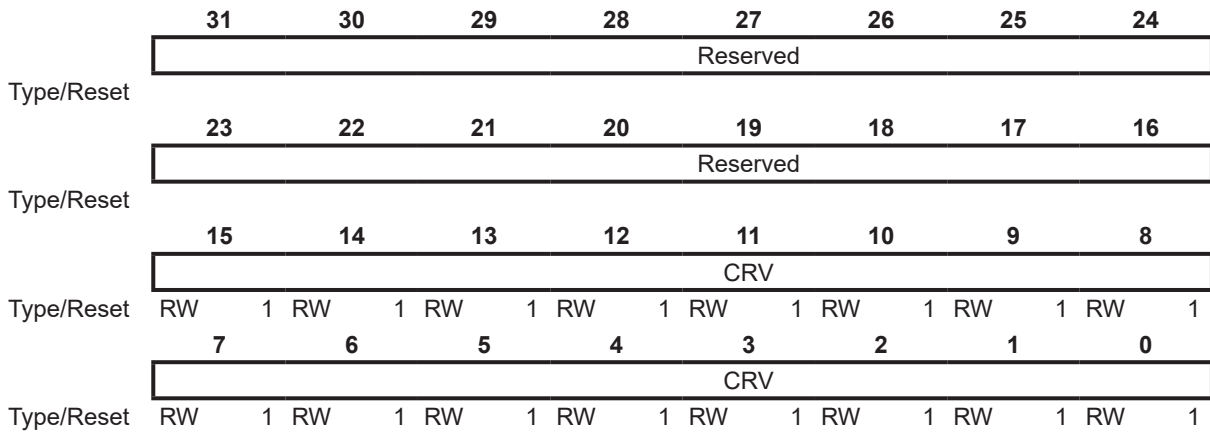 31 30 29 28 27 26 25 24
Reserved
Type/Reset
23 22 21 20 19 18 17 16
Reserved
Type/Reset
15 14 13 12 11 10 9 8
CRV
Type/Reset RW 1 RW 1 RW 1 RW 1 RW 1 RW 1 RW 1 RW 1
7 6 5 4 3 2 1 0
CRV
Type/Reset RW 1 RW 1 RW 1 RW 1 RW 1 RW 1 RW 1 RW 1